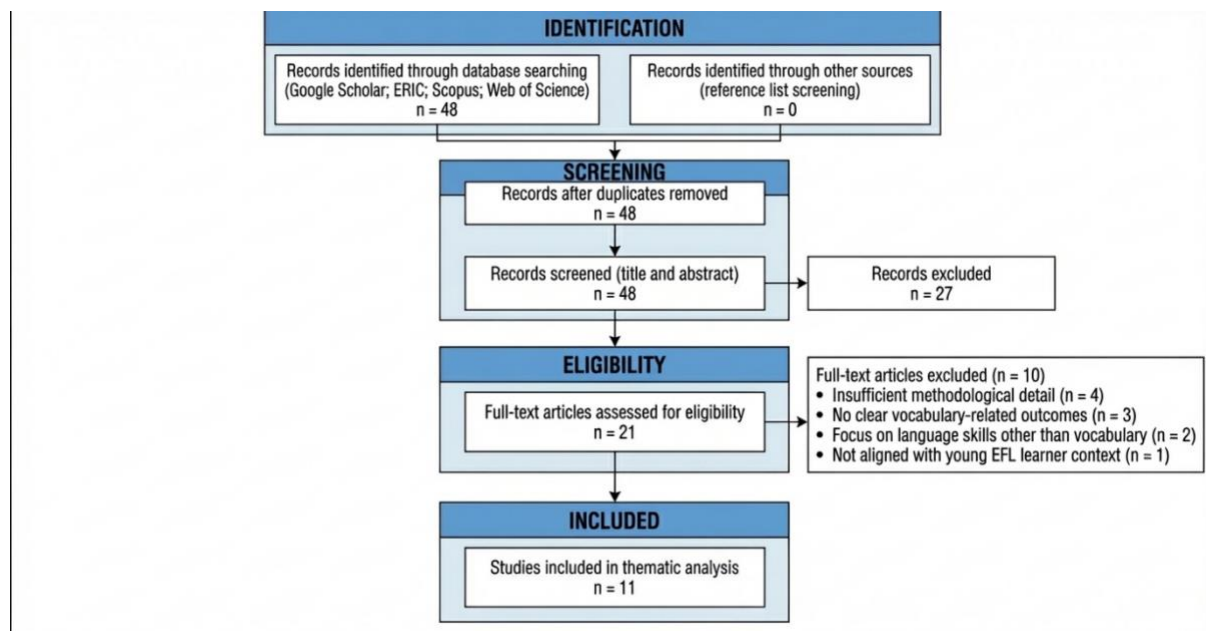 IDENTIFICATION
Records identified through database searching
(Google Scholar; ERIC; Scopus; Web of Science)
n = 48
Records identified through other sources
(reference list screening)
n = 0
SCREENING
Records after duplicates removed
n = 48
Records screened (title and abstract)
n = 48
Records excluded
n = 27
ELIGIBILITY
Full-text articles assessed for eligibility
n = 21
Full-text articles excluded (n = 10)
• Insufficient methodological detail (n = 4)
• No clear vocabulary-related outcomes (n = 3)
• Focus on language skills other than vocabulary (n = 2)
• Not aligned with young EFL learner context (n = 1)
INCLUDED
Studies included in thematic analysis
n = 11